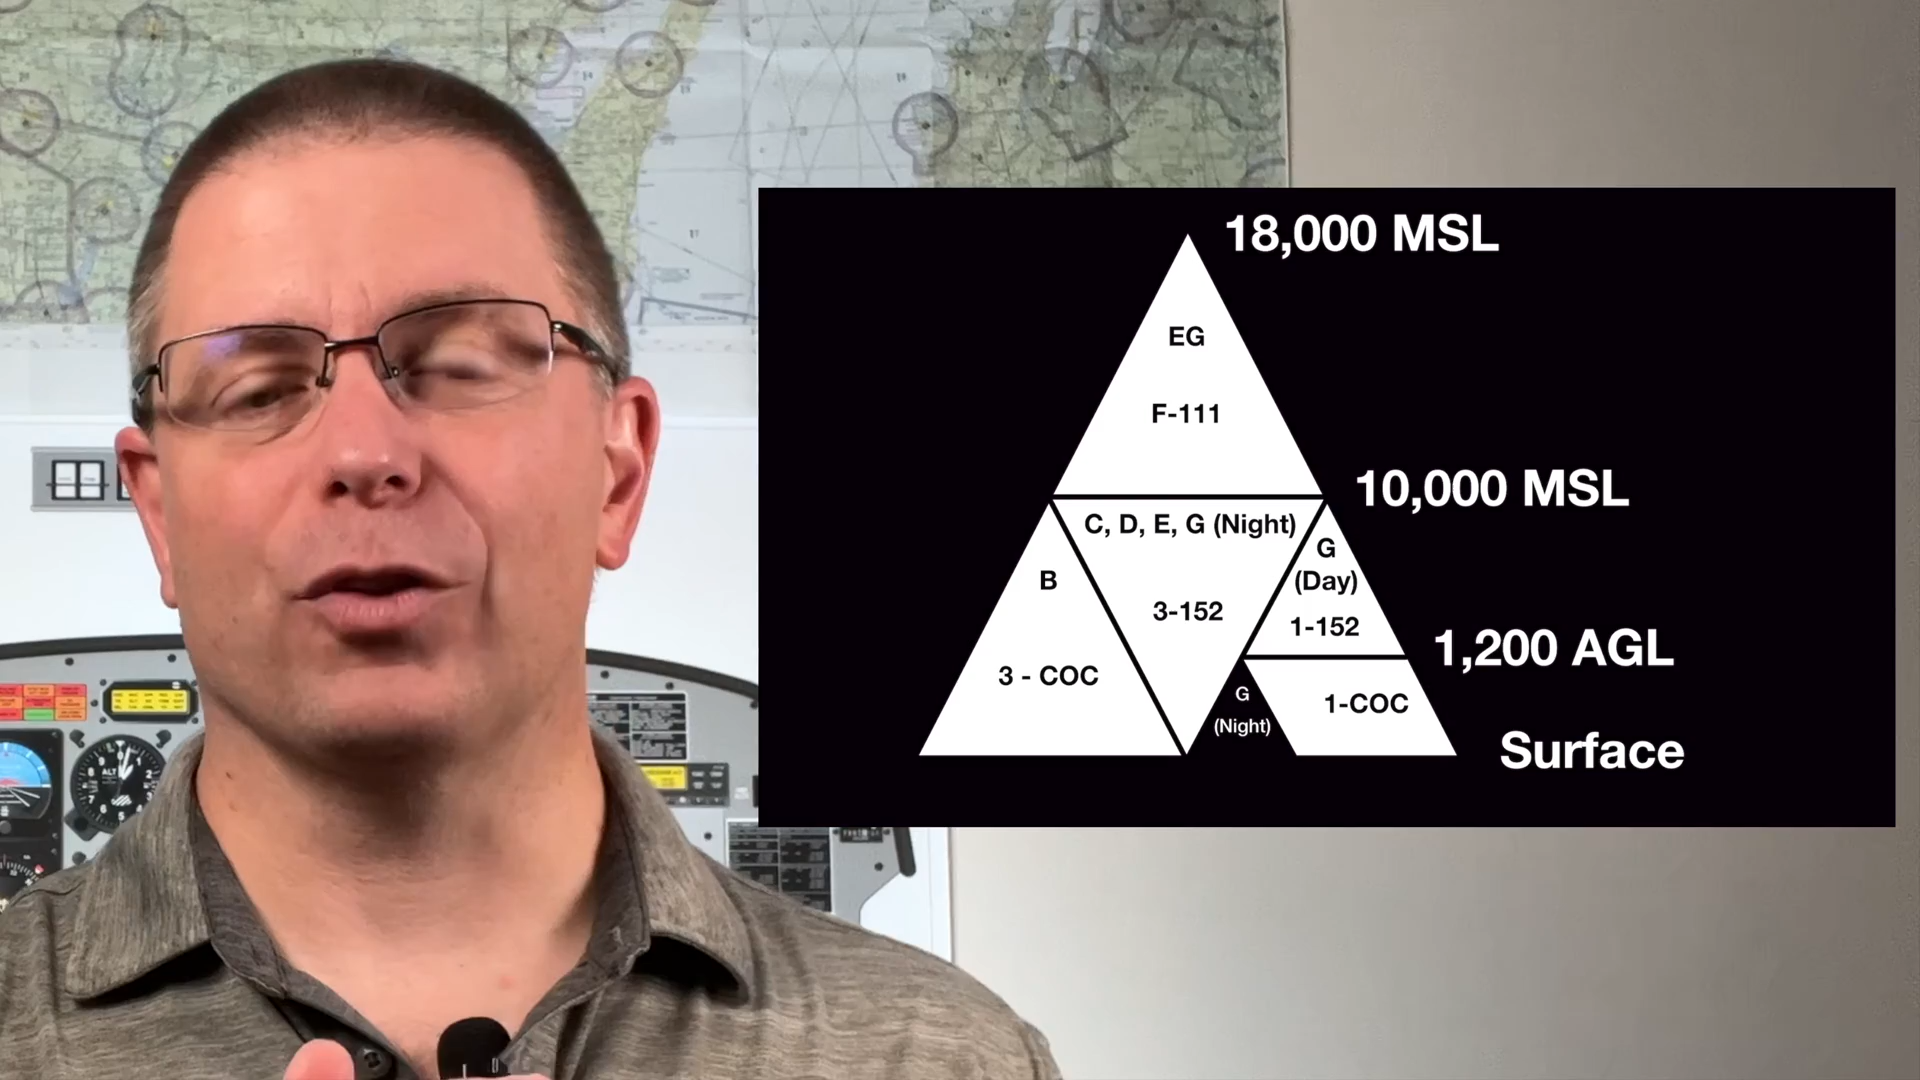 18,000 MSL
EG
F-111
10,000 MSL
C, D, E, G (Night)
G
(Day)
B
3-152
1-152
1,200 AGL
3 - COC
G
(Night)
1-COC
Surface
ALT